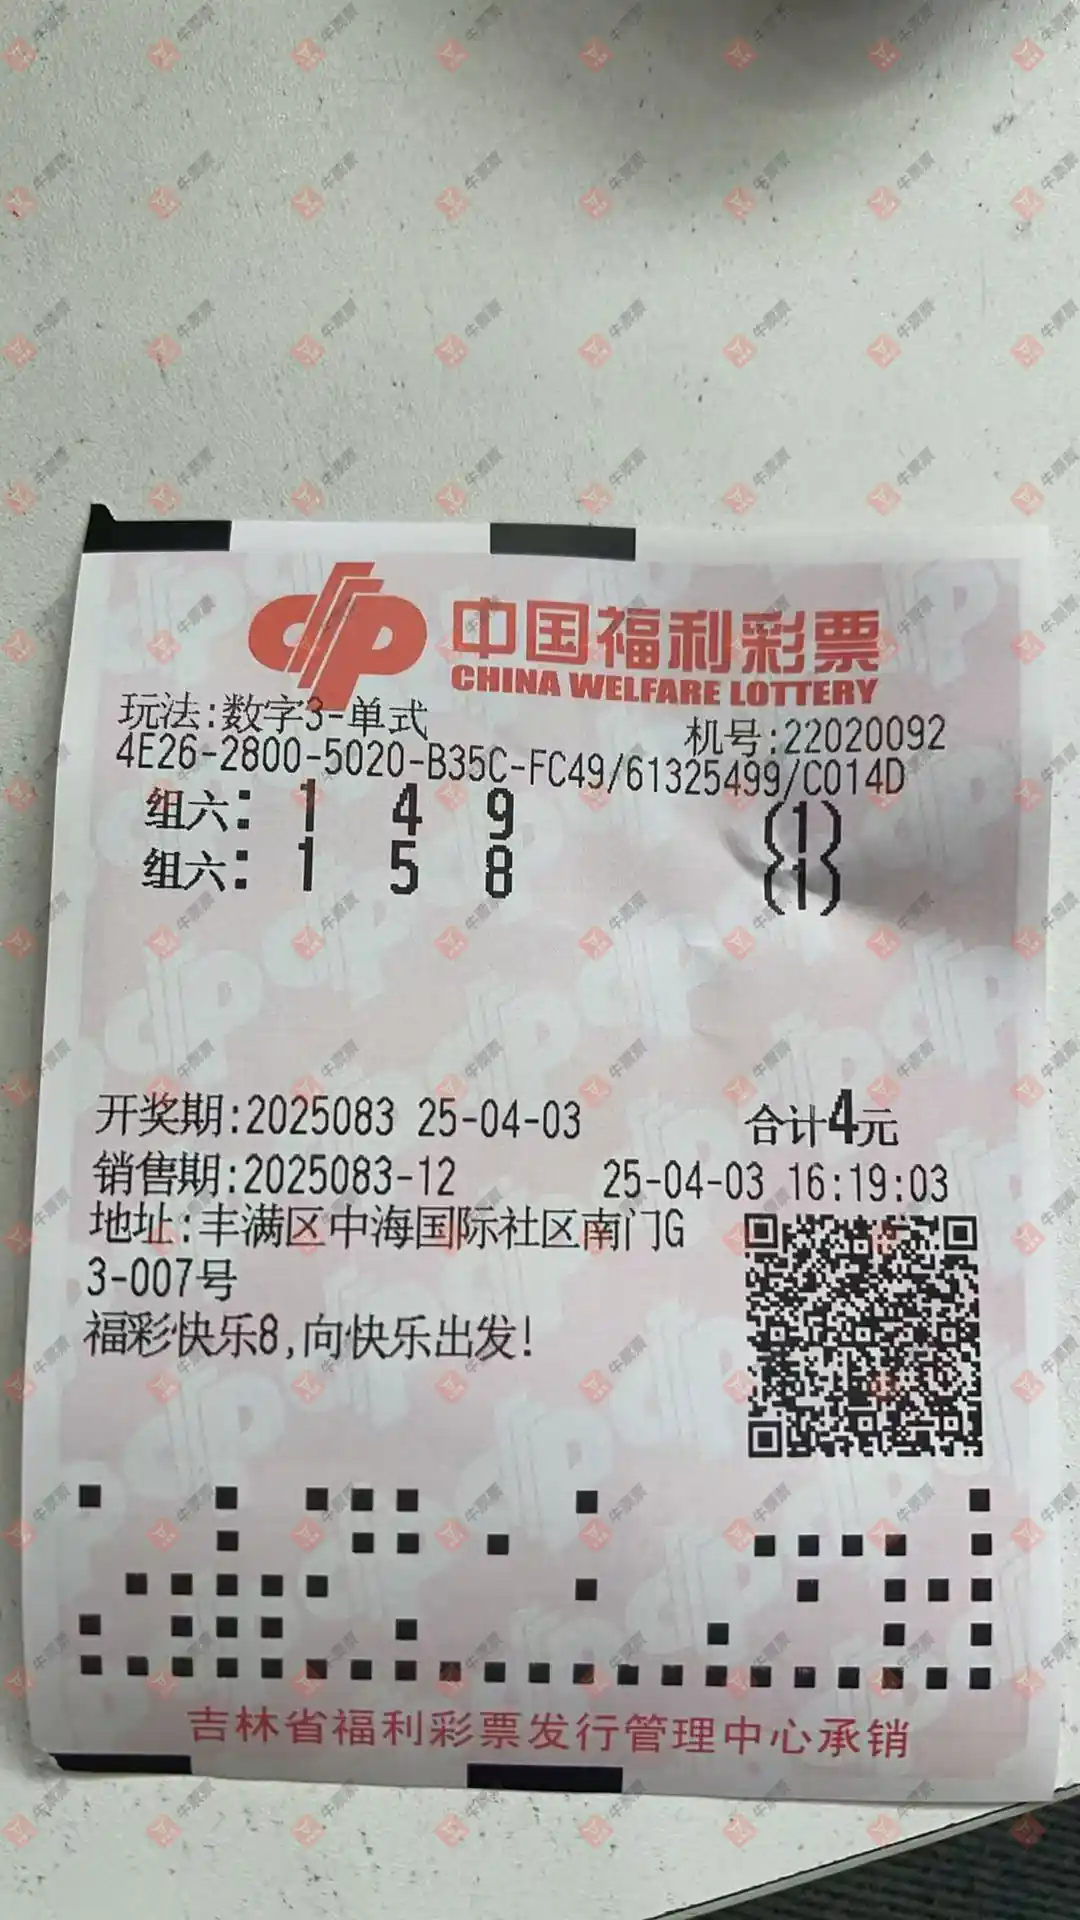 中国福利彩票
CHINA WELFARE LOTTERY
玩法:数字3-单式
机号:22020092
4E26-2800-5020-B35C-FC49/61325499/C014D
组六: 1 4 9 (1)
组六: 1 5 8 (1)
开奖期:2025083 25-04-03 合计4元
销售期:2025083-12 25-04-03 16:19:03
地址:丰满区中海国际社区南门G
3-007号
福彩快乐8,向快乐出发!
吉林省福利彩票发行管理中心承销
牛票票